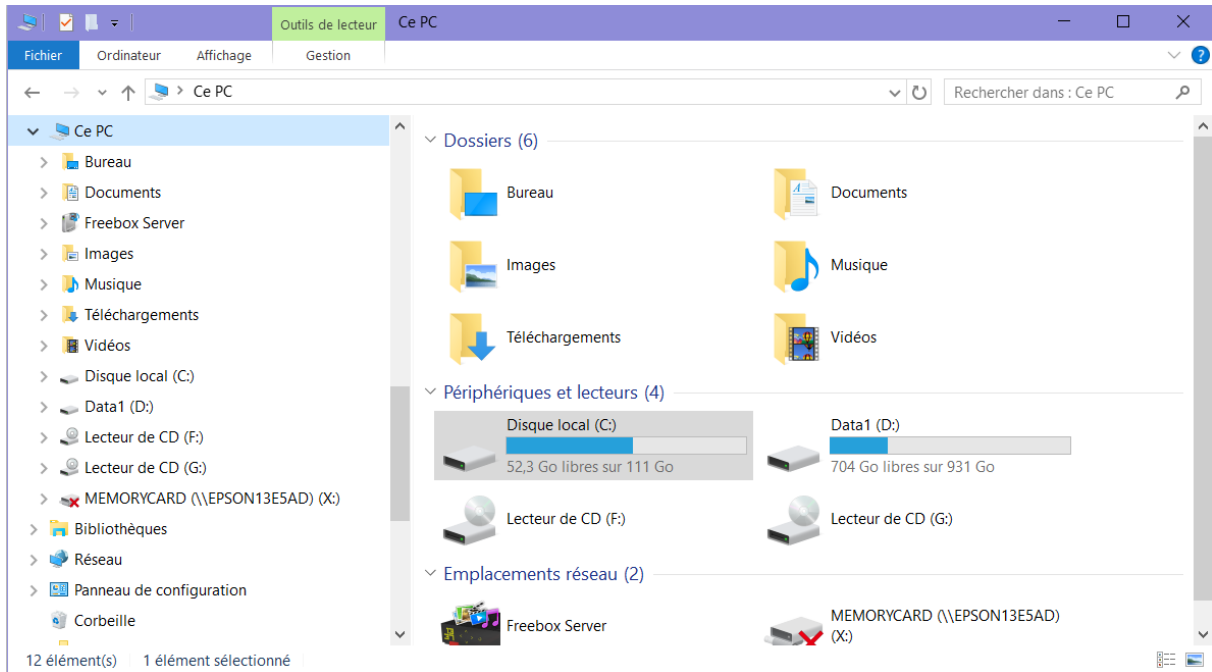 Outils de lecteur
Ce PC
Fichier
Ordinateur
Affichage
Gestion
Ce PC
Rechercher dans : Ce PC
Ce PC
Bureau
Documents
Freebox Server
Images
Musique
Téléchargements
Vidéos
Disque local (C:)
Data1 (D:)
Lecteur de CD (F:)
Lecteur de CD (G:)
MEMORYCARD (\\EPSON13E5AD) (X:)
Bibliothèques
Réseau
Panneau de configuration
Corbeille
Dossiers (6)
Bureau
Documents
Images
Musique
Téléchargements
Vidéos
Périphériques et lecteurs (4)
Disque local (C:)
52,3 Go libres sur 111 Go
Data1 (D:)
704 Go libres sur 931 Go
Lecteur de CD (F:)
Lecteur de CD (G:)
Emplacements réseau (2)
Freebox Server
MEMORYCARD (\\EPSON13E5AD)
(X:)
12 élément(s)
1 élément sélectionné